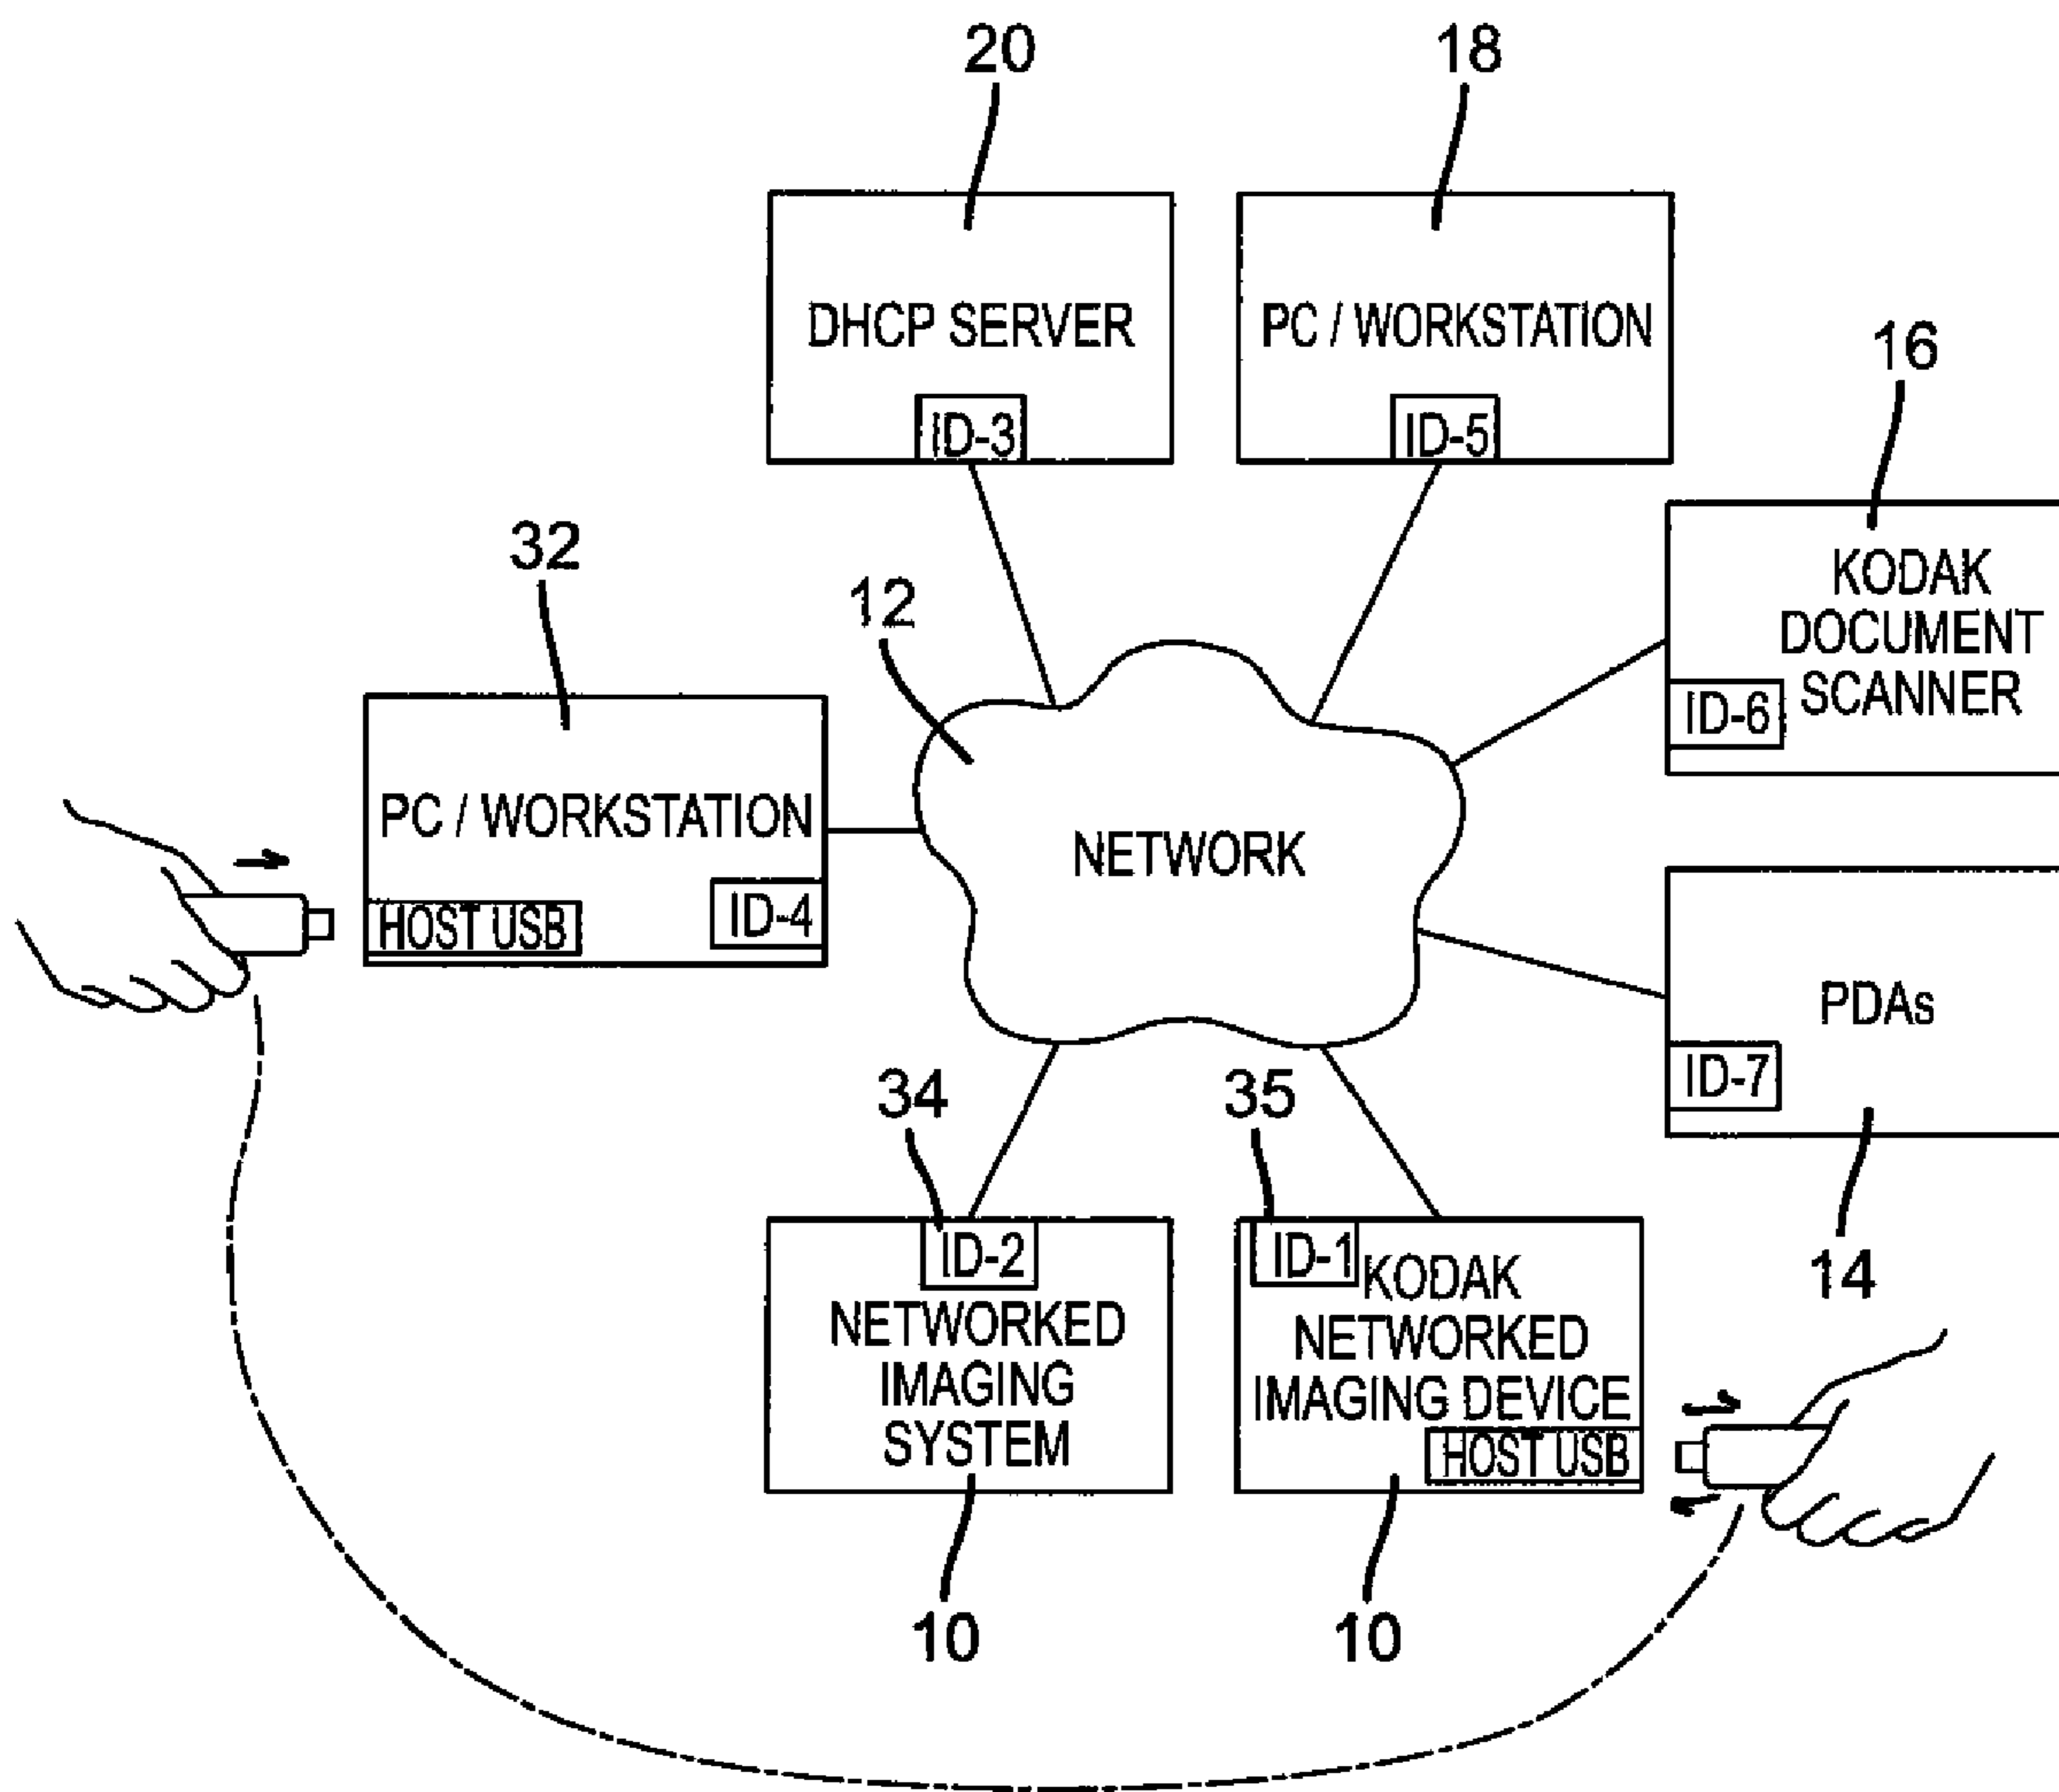 20
18
DHCP SERVER
ID-3
PC / WORKSTATION
ID-5
16
KODAK
DOCUMENT
SCANNER
ID-6
32
12
PC / WORKSTATION
HOST USB
ID-4
NETWORK
PDAs
ID-7
14
34
35
ID-2
NETWORKED
IMAGING
SYSTEM
10
ID-1
KODAK
NETWORKED
IMAGING DEVICE
HOST USB
10